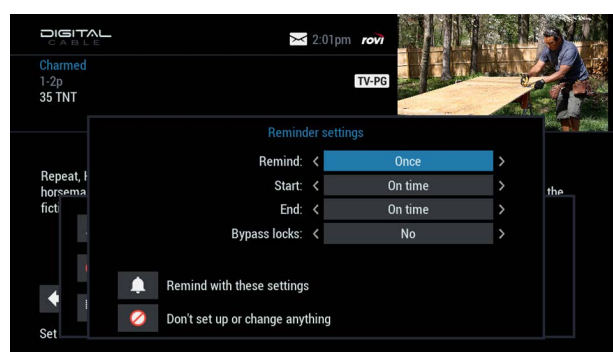 DIGITAL
CABLE
2:01pm rovi
Charmed
1-2p
TV-PG
35 TNT
Reminder settings
Remind: < Once >
Start: < On time >
End: < On time >
Bypass locks: < No >
Repeat,
the
Remind with these settings
Don't set up or change anything
Set